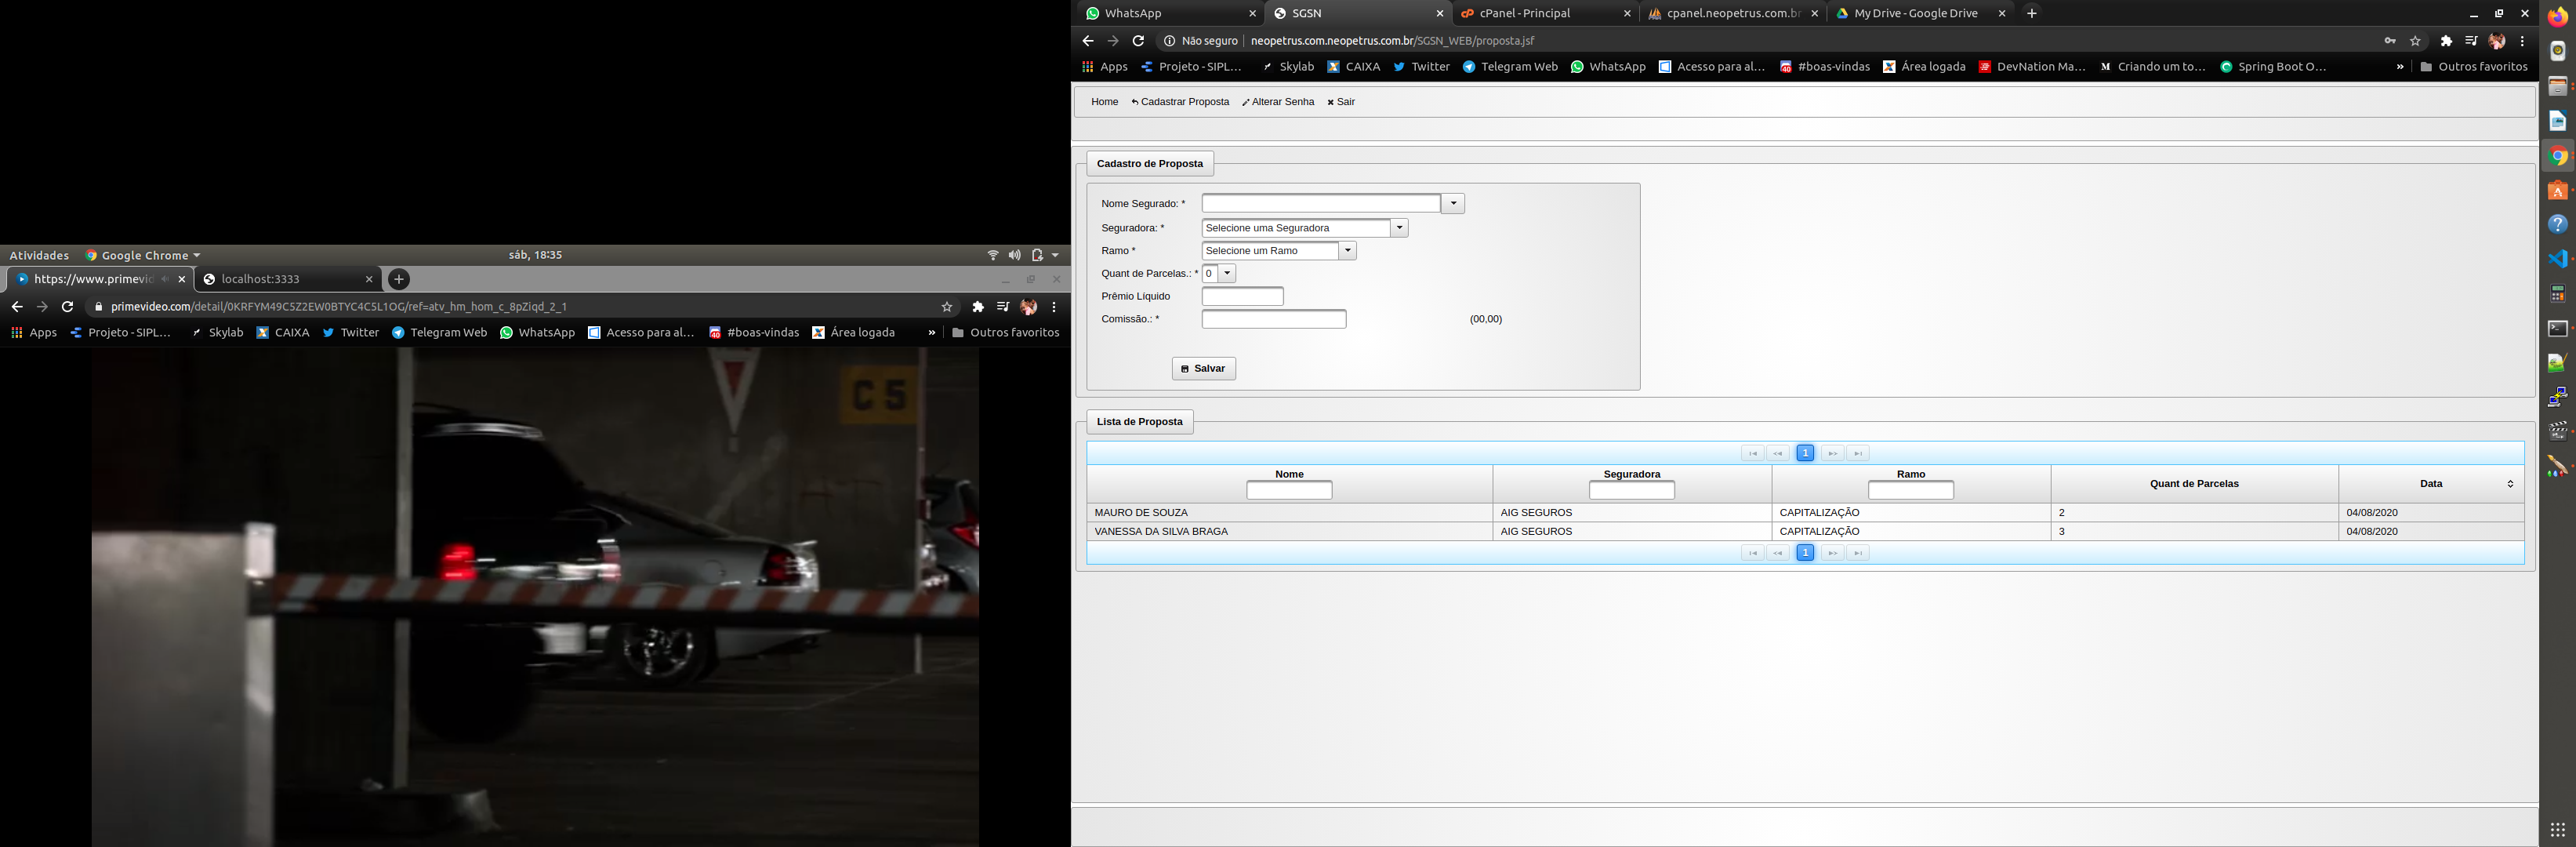 Atividades Google Chrome sáb, 18:35
https://www.primevid localhost:3333
primevideo.com/detail/0KRFYM49C5Z2EW0BTYC4C5L1OG/ref=atv_hm_hom_c_8pZiqd_2_1
Apps Projeto - SIPL... Skylab CAIXA Twitter Telegram Web WhatsApp Acesso para al... #boas-vindas Área logada » Outros favoritos
C 5
WhatsApp SGSN cPanel - Principal cpanel.neopetrus.com.br My Drive - Google Drive
Não seguro neopetrus.com.neopetrus.com.br/SGSN_WEB/proposta.jsf
Apps Projeto - SIPL... Skylab CAIXA Twitter Telegram Web WhatsApp Acesso para al... #boas-vindas Área logada DevNation Ma... Criando um to... Spring Boot O... » Outros favoritos
Home Cadastrar Proposta Alterar Senha Sair
Cadastro de Proposta
Nome Segurado: *
Seguradora: * Selecione uma Seguradora
Ramo * Selecione um Ramo
Quant de Parcelas.: * 0
Prêmio Líquido
Comissão.: * (00,00)
Salvar
Lista de Proposta
1
Nome Seguradora Ramo Quant de Parcelas Data
MAURO DE SOUZA AIG SEGUROS CAPITALIZAÇÃO 2 04/08/2020
VANESSA DA SILVA BRAGA AIG SEGUROS CAPITALIZAÇÃO 3 04/08/2020
1